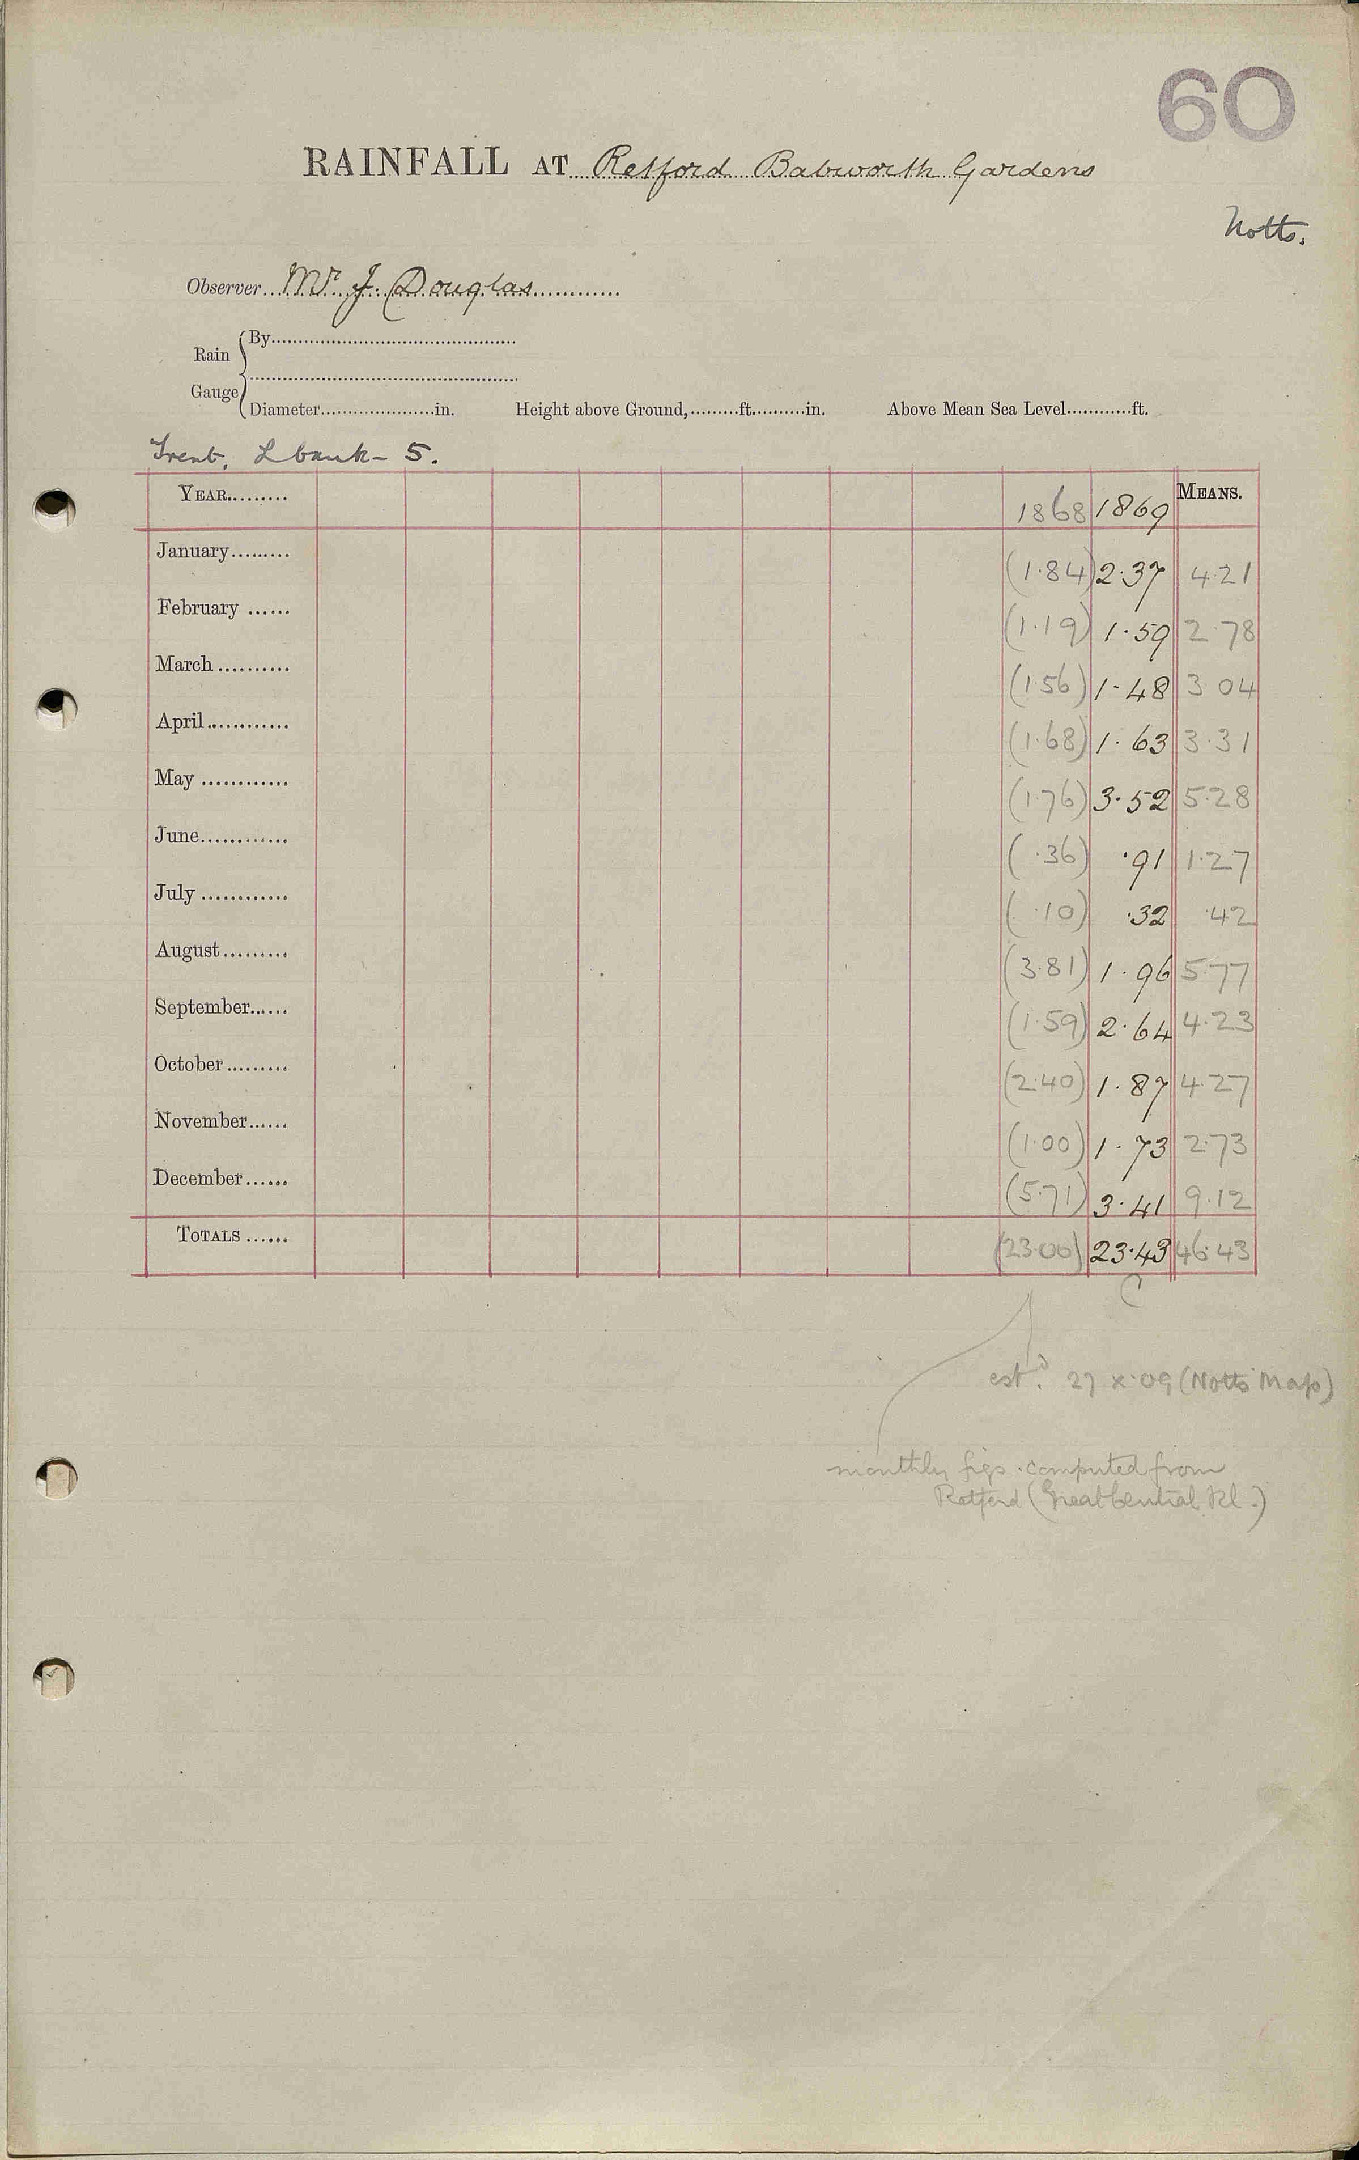 60
RAINFALL AT Retford Babworth Gardens
Notts.
Observer Mr J. Douglas
Rain Gauge
By
Diameter in. Height above Ground, ft. in. Above Mean Sea Level ft.
Trent, L bank - 5.
YEAR 1868 1869 MEANS.
January (1.84) 2.37 4.21
February (1.19) 1.59 2.78
March (1.56) 1.48 3.04
April (1.68) 1.63 3.31
May (1.76) 3.52 5.28
June (.36) .91 1.27
July (.10) .32 .42
August (3.81) 1.96 5.77
September (1.59) 2.64 4.23
October (2.40) 1.87 4.27
November (1.00) 1.73 2.73
December (5.71) 3.41 9.12
TOTALS (23.00) 23.43 46.43
C
estd. 27 x.09 (Notts Map)
monthly figs. computed from
Retford (Great Central Rl.)